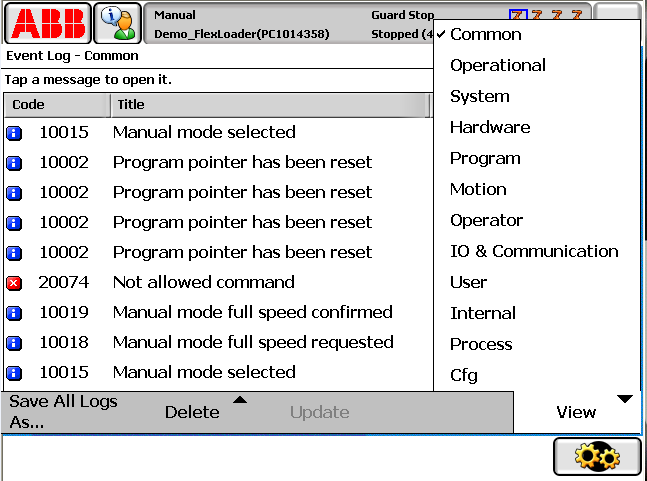 ABB
Manual
Guard Stop
Demo_FlexLoader(PC1014358)
Stopped (4
Event Log - Common
Tap a message to open it.
Code Title
10015 Manual mode selected
10002 Program pointer has been reset
10002 Program pointer has been reset
10002 Program pointer has been reset
10002 Program pointer has been reset
20074 Not allowed command
10019 Manual mode full speed confirmed
10018 Manual mode full speed requested
10015 Manual mode selected
Common
Operational
System
Hardware
Program
Motion
Operator
IO & Communication
User
Internal
Process
Cfg
Save All Logs
As...
Delete
Update
View